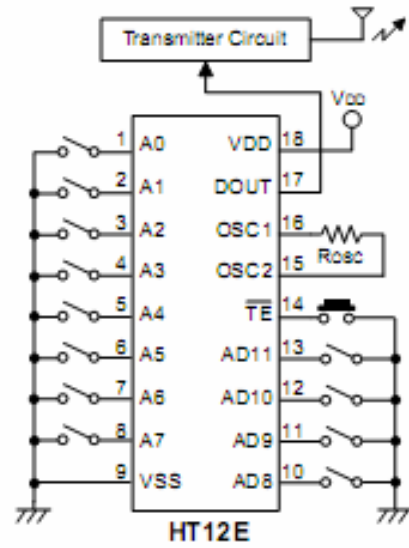 Transmitter Circuit
VDD
1 A0 VDD 18
2 A1 DOUT 17
3 A2 OSC1 16
ROSC
4 A3 OSC2 15
5 A4 TE 14
6 A5 AD11 13
7 A6 AD10 12
8 A7 AD9 11
9 VSS AD8 10
HT12E